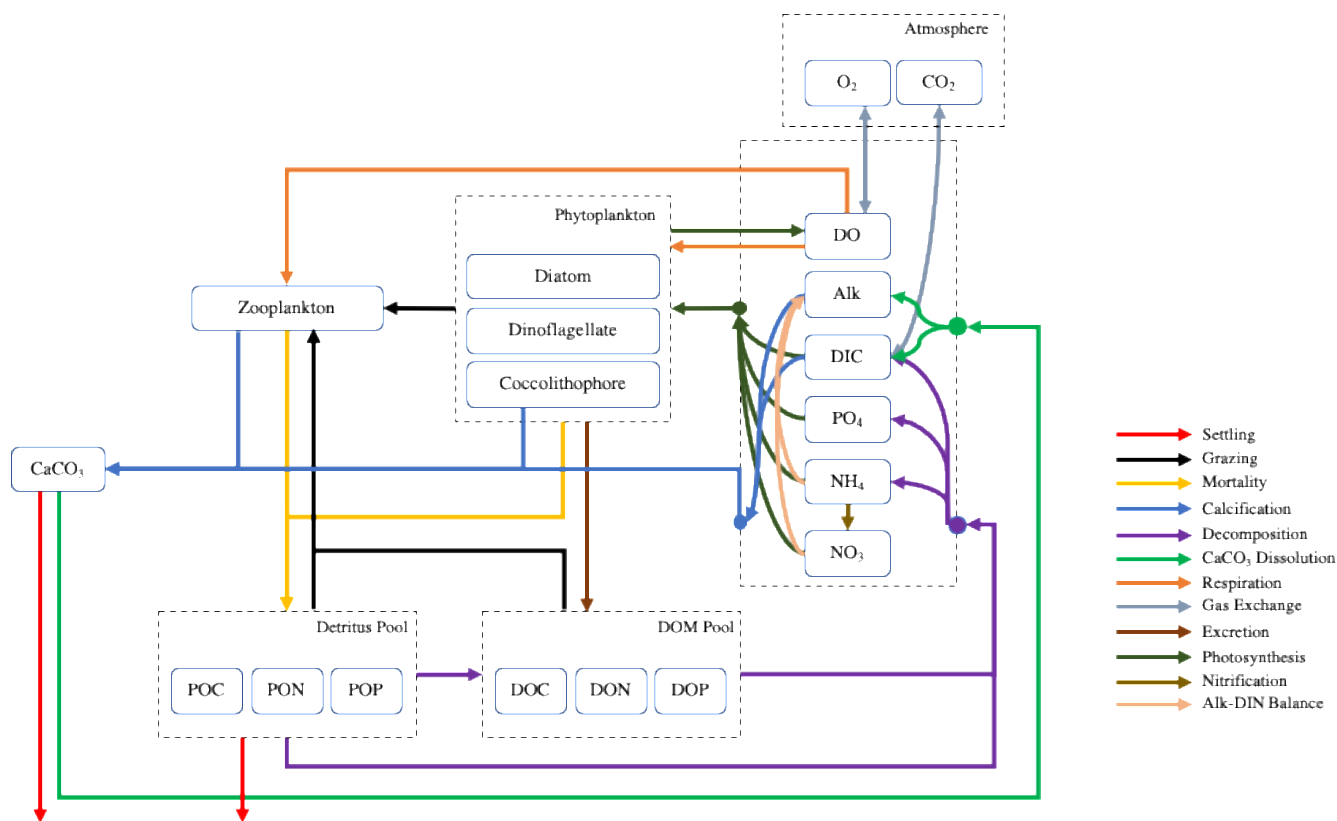 Atmosphere
O₂
CO₂
Phytoplankton
DO
Diatom
Alk
Zooplankton
Dinoflagellate
DIC
Coccolithophore
PO₄
CaCO₃
NH₄
NO₃
Detritus Pool
DOM Pool
POC
PON
POP
DOC
DON
DOP
Settling
Grazing
Mortality
Calcification
Decomposition
CaCO₃ Dissolution
Respiration
Gas Exchange
Excretion
Photosynthesis
Nitrification
Alk-DIN Balance